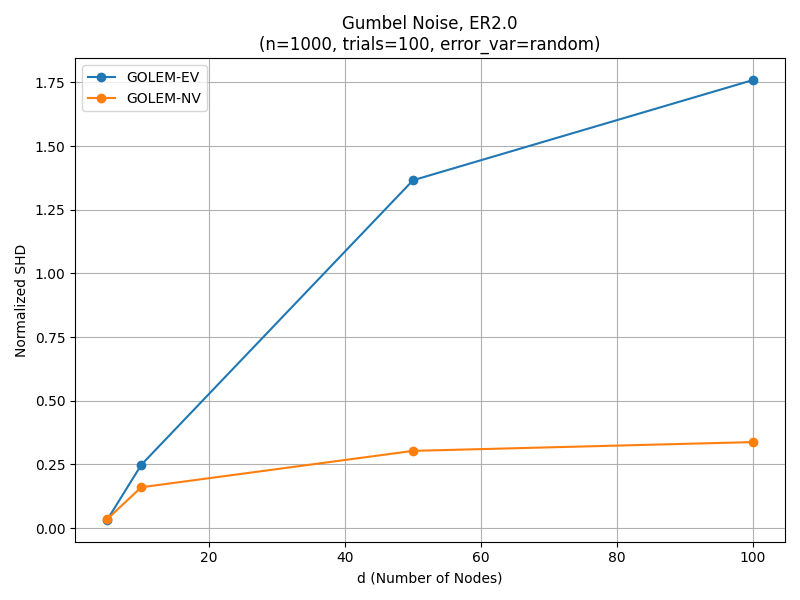 Gumbel Noise, ER2.0
(n=1000, trials=100, error_var=random)
GOLEM-EV
GOLEM-NV
Normalized SHD
1.75
1.50
1.25
1.00
0.75
0.50
0.25
0.00
20 40 60 80 100
d (Number of Nodes)